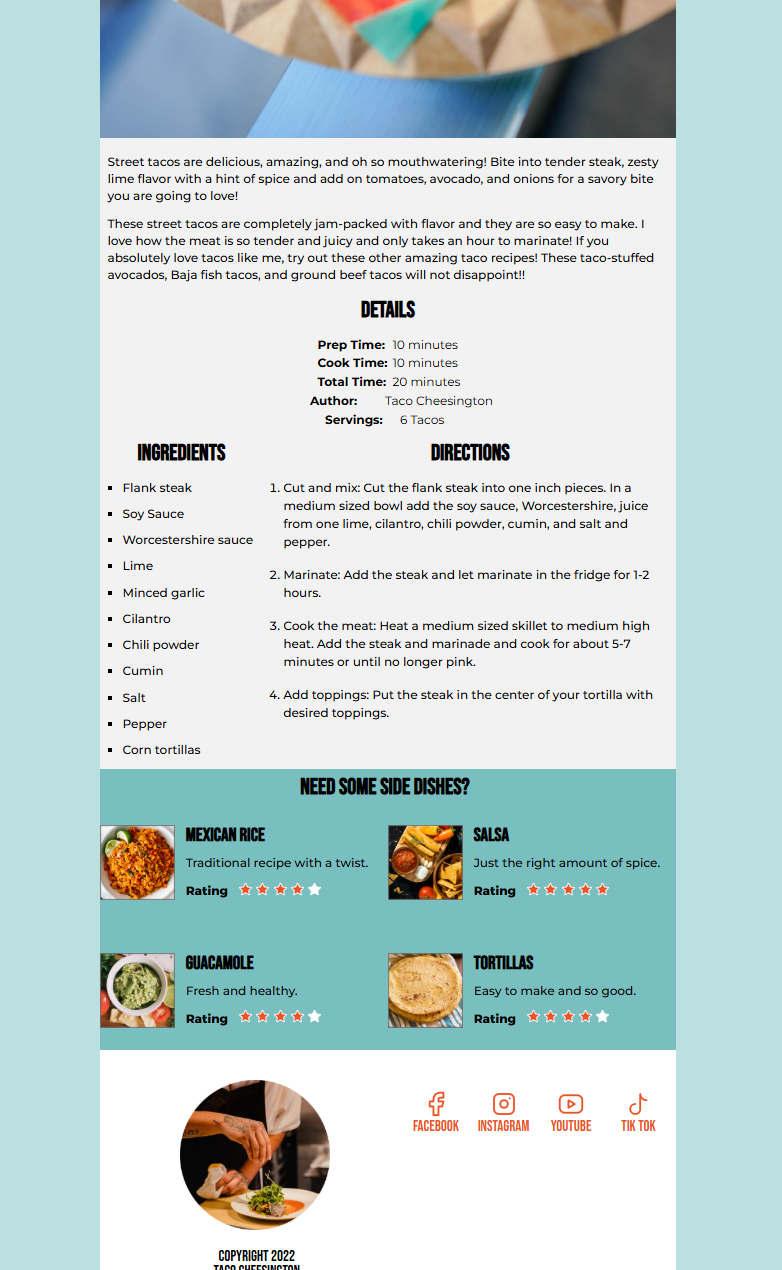 Street tacos are delicious, amazing, and oh so mouthwatering! Bite into tender steak, zesty
lime flavor with a hint of spice and add on tomatoes, avocado, and onions for a savory bite
you are going to love!
These street tacos are completely jam-packed with flavor and they are so easy to make. I
love how the meat is so tender and juicy and only takes an hour to marinate! If you
absolutely love tacos like me, try out these other amazing taco recipes! These taco-stuffed
avocados, Baja fish tacos, and ground beef tacos will not disappoint!!
DETAILS
Prep Time: 10 minutes
Cook Time: 10 minutes
Total Time: 20 minutes
Author: Taco Cheesington
Servings: 6 Tacos
INGREDIENTS
Flank steak
Soy Sauce
Worcestershire sauce
Lime
Minced garlic
Cilantro
Chili powder
Cumin
Salt
Pepper
Corn tortillas
DIRECTIONS
1. Cut and mix: Cut the flank steak into one inch pieces. In a
medium sized bowl add the soy sauce, Worcestershire, juice
from one lime, cilantro, chili powder, cumin, and salt and
pepper.
2. Marinate: Add the steak and let marinate in the fridge for 1-2
hours.
3. Cook the meat: Heat a medium sized skillet to medium high
heat. Add the steak and marinade and cook for about 5-7
minutes or until no longer pink.
4. Add toppings: Put the steak in the center of your tortilla with
desired toppings.
NEED SOME SIDE DISHES?
MEXICAN RICE
Traditional recipe with a twist.
Rating
SALSA
Just the right amount of spice.
Rating
GUACAMOLE
Fresh and healthy.
Rating
TORTILLAS
Easy to make and so good.
Rating
FACEBOOK
INSTAGRAM
YOUTUBE
TIK TOK
COPYRIGHT 2022
TACO CHEESINGTON